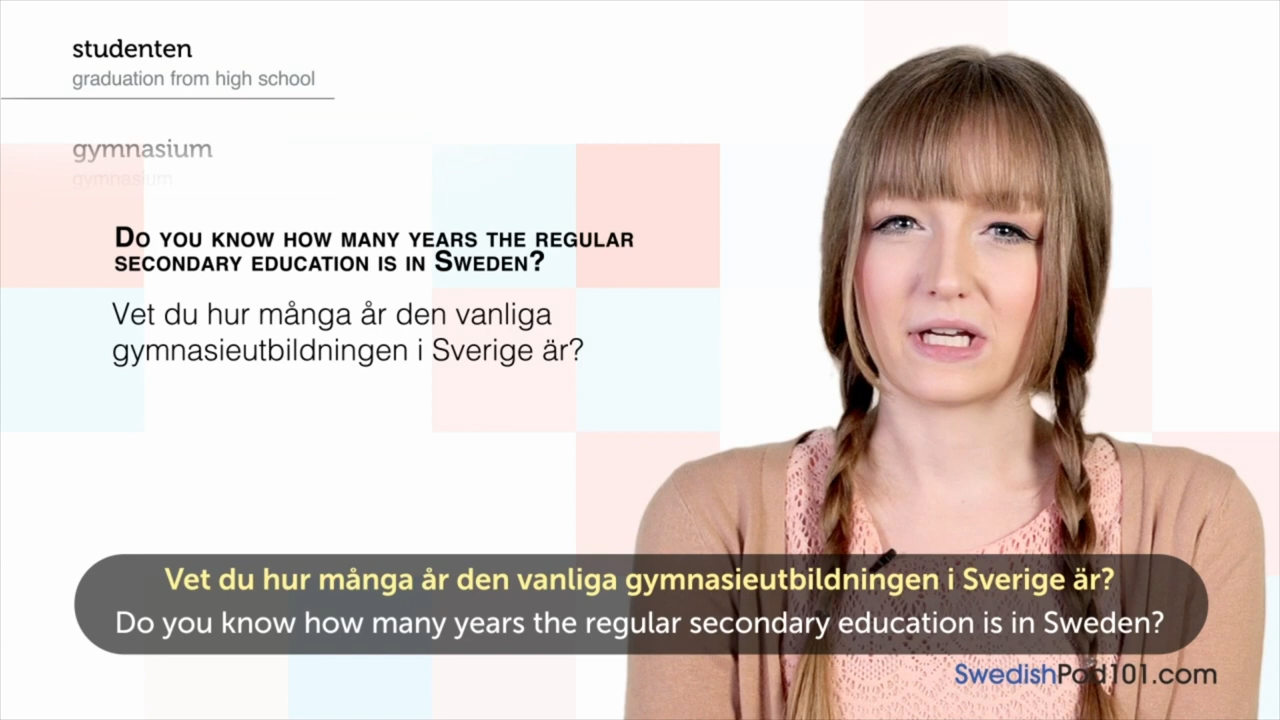 studenten
graduation from high school
gymnasium
gymnasium
Do you know how many years the regular
secondary education is in Sweden?
Vet du hur många år den vanliga
gymnasieutbildningen i Sverige är?
Vet du hur många år den vanliga gymnasieutbildningen i Sverige är?
Do you know how many years the regular secondary education is in Sweden?
SwedishPod101.com